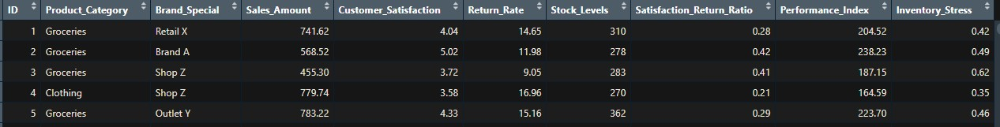 ID Product_Category Brand_Special Sales_Amount Customer_Satisfaction Return_Rate Stock_Levels Satisfaction_Return_Ratio Performance_Index Inventory_Stress
1 Groceries Retail X 741.62 4.04 14.65 310 0.28 204.52 0.42
2 Groceries Brand A 568.52 5.02 11.98 278 0.42 238.23 0.49
3 Groceries Shop Z 455.30 3.72 9.05 283 0.41 187.15 0.62
4 Clothing Shop Z 779.74 3.58 16.96 270 0.21 164.59 0.35
5 Groceries Outlet Y 783.22 4.33 15.16 362 0.29 223.70 0.46